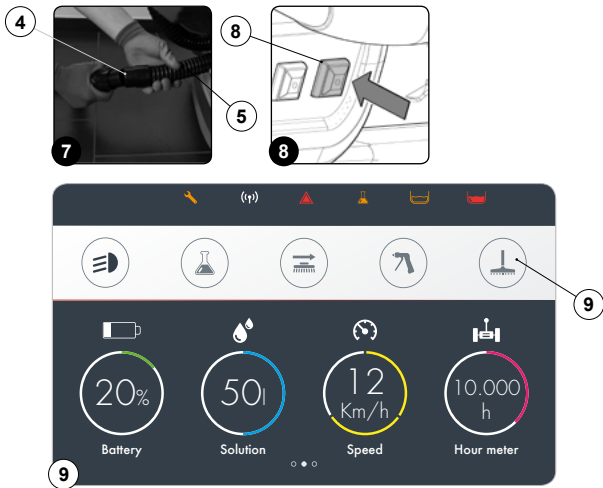 4
8
5
7
8
9
20%
50l
12
Km/h
10.000
h
Battery
Solution
Speed
Hour meter
9